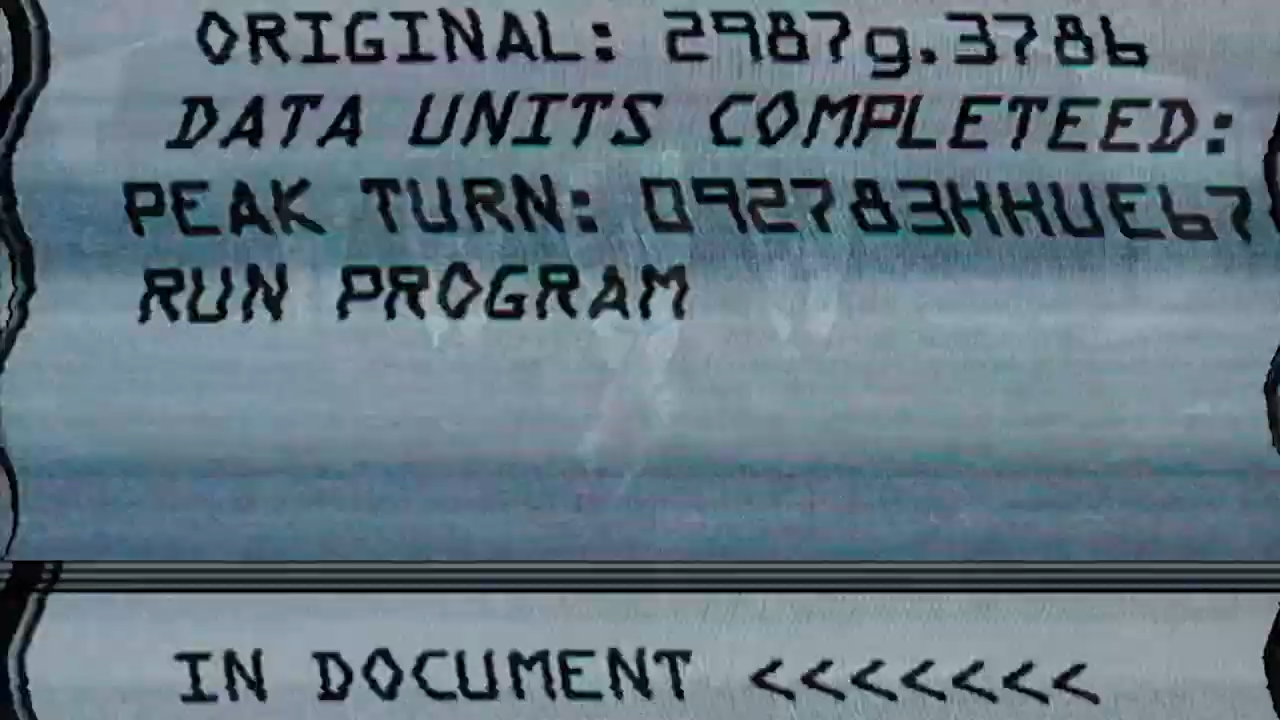 ORIGINAL: 2987g.3786
DATA UNITS COMPLETEED:
PEAK TURN: 092783HHUE67
RUN PROGRAM
IN DOCUMENT <<<<<<<